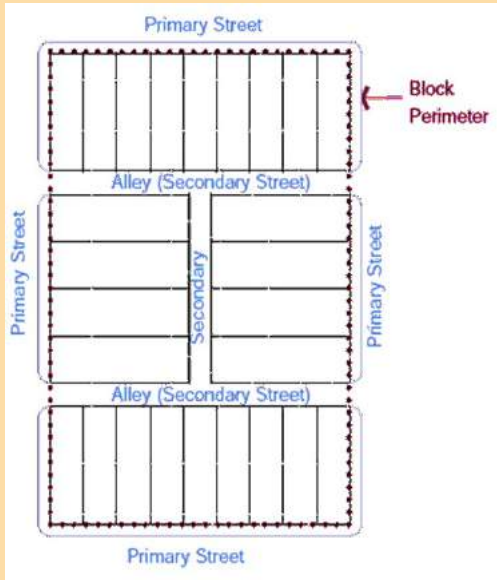 Primary Street
Block
Perimeter
Alley (Secondary Street)
Primary Street
Secondary
Primary Street
Alley (Secondary Street)
Primary Street